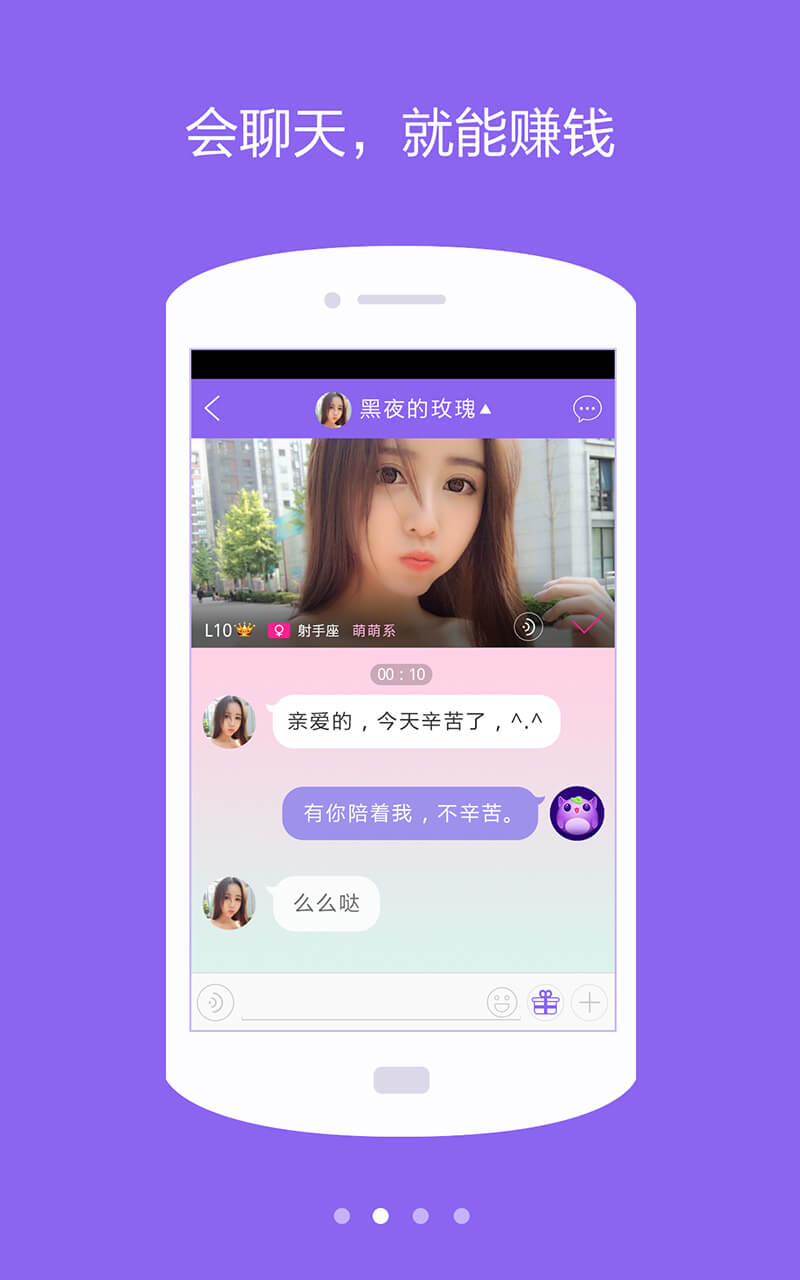 会聊天，就能赚钱
黑夜的玫瑰
L10 射手座 萌萌系
00 : 10
亲爱的，今天辛苦了，^.^
有你陪着我，不辛苦。
么么哒